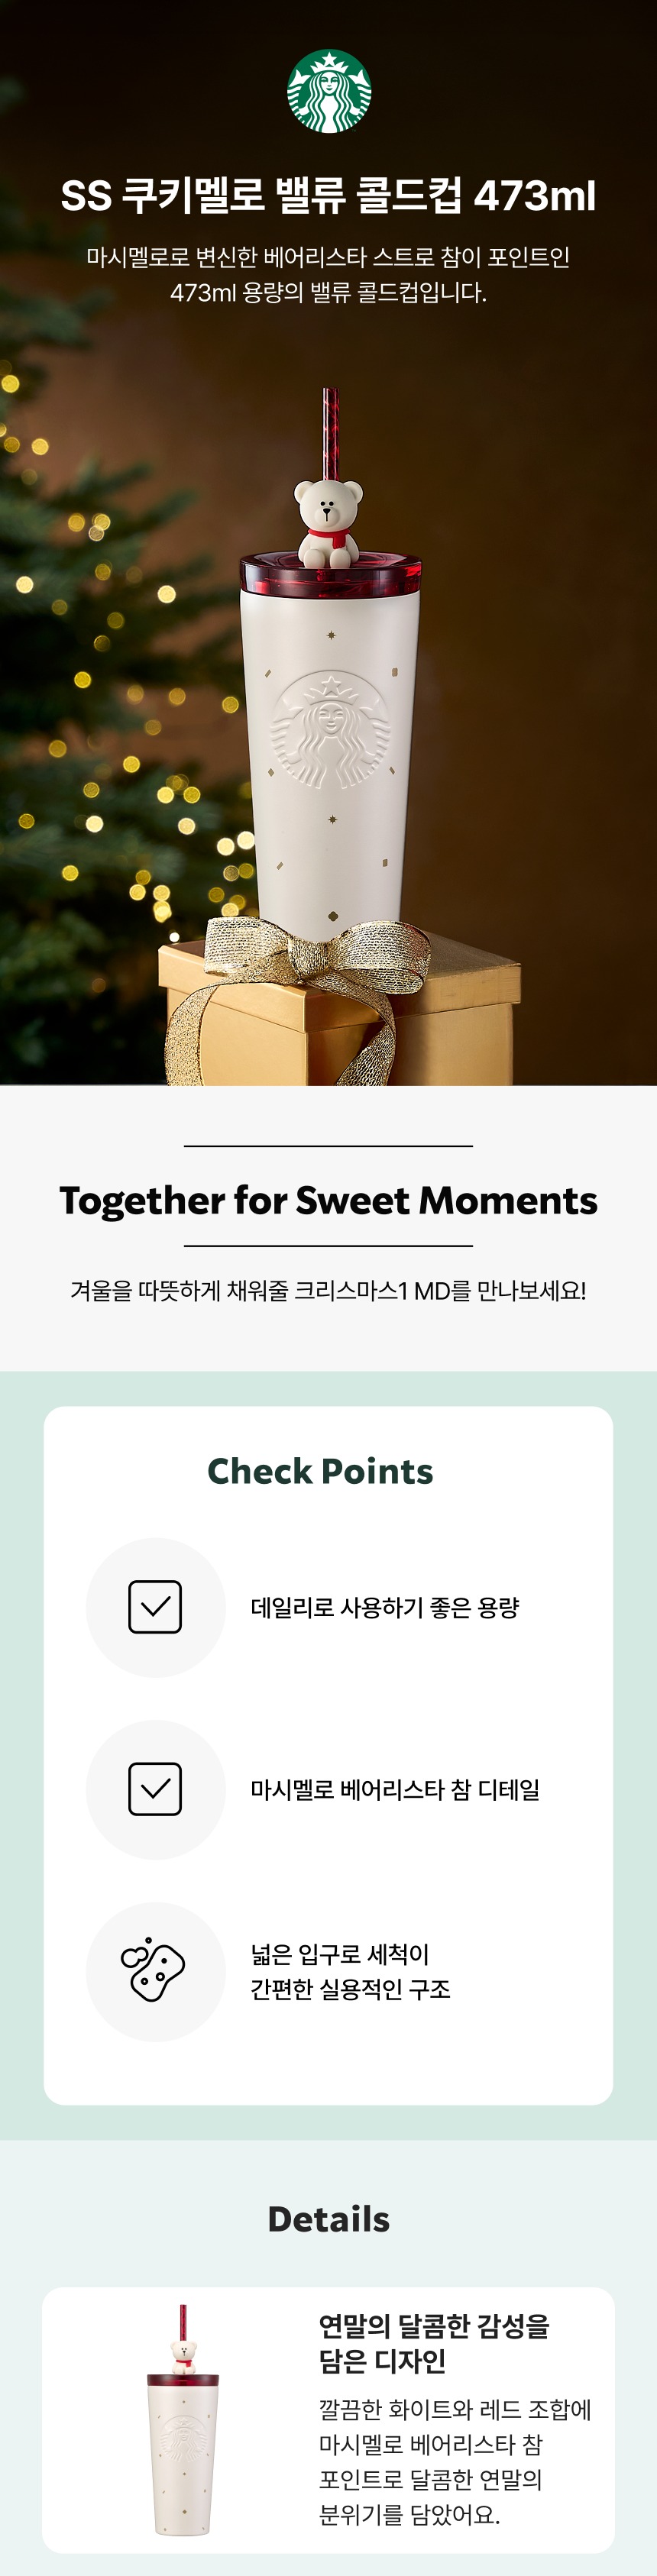 SS 쿠키멜로 밸류 콜드컵 473ml
마시멜로로 변신한 베어리스타 스트로 참이 포인트인
473ml 용량의 밸류 콜드컵입니다.
Together for Sweet Moments
겨울을 따뜻하게 채워줄 크리스마스1 MD를 만나보세요!
Check Points
데일리로 사용하기 좋은 용량
마시멜로 베어리스타 참 디테일
넓은 입구로 세척이
간편한 실용적인 구조
Details
연말의 달콤한 감성을
담은 디자인
깔끔한 화이트와 레드 조합에
마시멜로 베어리스타 참
포인트로 달콤한 연말의
분위기를 담았어요.